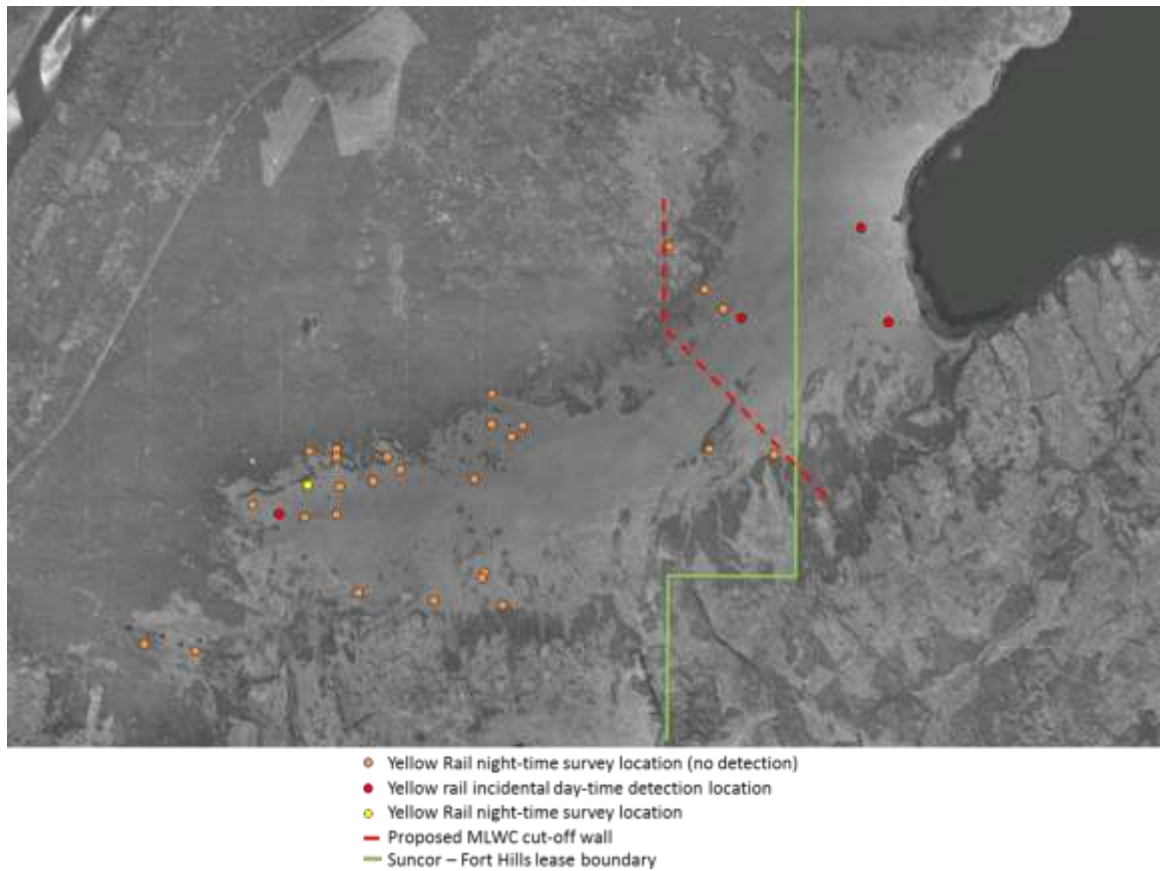 Yellow Rail night-time survey location (no detection)
Yellow rail incidental day-time detection location
Yellow Rail night-time survey location
Proposed MLWC cut-off wall
Suncor – Fort Hills lease boundary